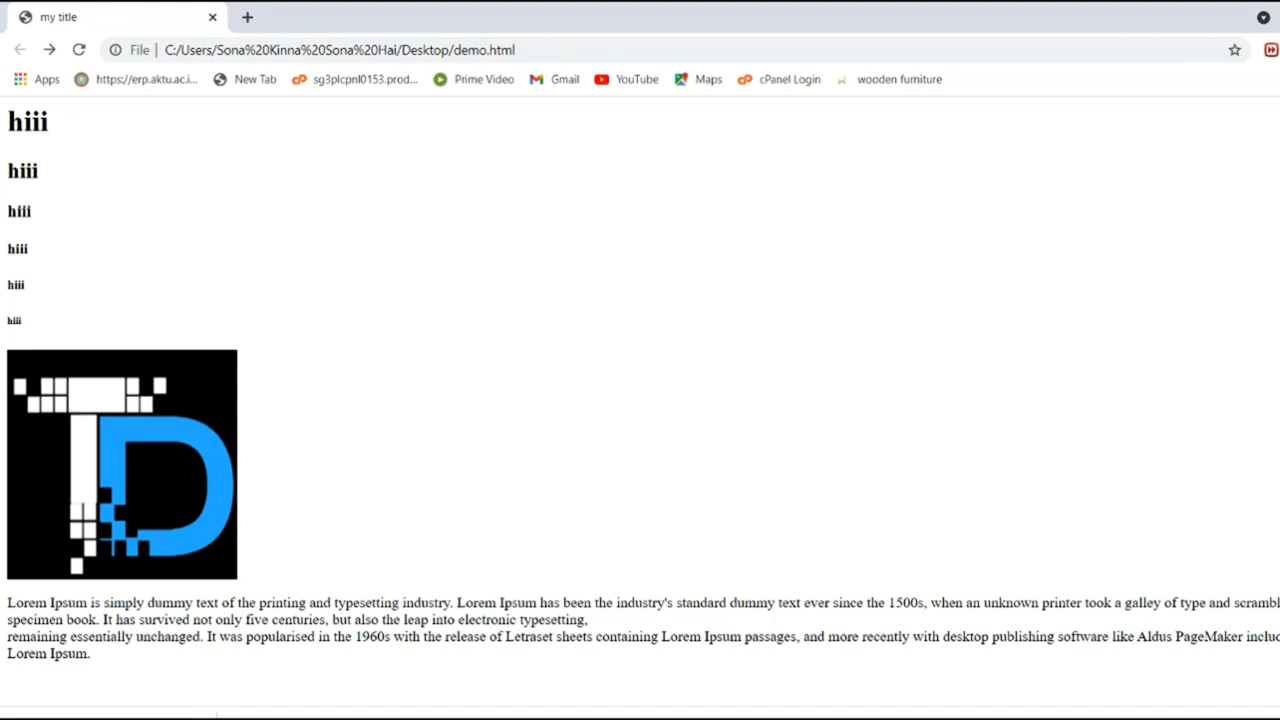 my title
File | C:/Users/Sona%20Kinna%20Sona%20Hai/Desktop/demo.html
Apps https://erp.aktu.ac.i... New Tab sg3plcpnl0153.prod... Prime Video Gmail YouTube Maps cPanel Login wooden furniture
hiii
hiii
hiii
hiii
hiii
hiii
TD
Lorem Ipsum is simply dummy text of the printing and typesetting industry. Lorem Ipsum has been the industry's standard dummy text ever since the 1500s, when an unknown printer took a galley of type and scrambl
specimen book. It has survived not only five centuries, but also the leap into electronic typesetting,
remaining essentially unchanged. It was popularised in the 1960s with the release of Letraset sheets containing Lorem Ipsum passages, and more recently with desktop publishing software like Aldus PageMaker inclu
Lorem Ipsum.